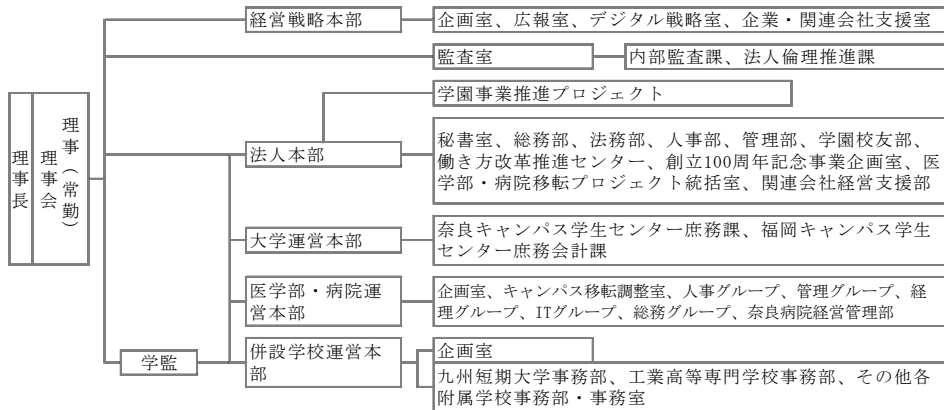 経営戦略本部
企画室、広報室、デジタル戦略室、企業・関連会社支援室
監査室
内部監査課、法人倫理推進課
学園事業推進プロジェクト
理事長
理事会
理事(常勤)
法人本部
秘書室、総務部、法務部、人事部、管理部、学園校友部、
働き方改革推進センター、創立100周年記念事業企画室、医
学部・病院移転プロジェクト統括室、関連会社経営支援部
大学運営本部
奈良キャンパス学生センター庶務課、福岡キャンパス学生
センター庶務会計課
医学部・病院運
営本部
企画室、キャンパス移転調整室、人事グループ、管理グループ、経
理グループ、ITグループ、総務グループ、奈良病院経営管理部
学監
併設学校運営本
部
企画室
九州短期大学事務部、工業高等専門学校事務部、その他各
附属学校事務部・事務室